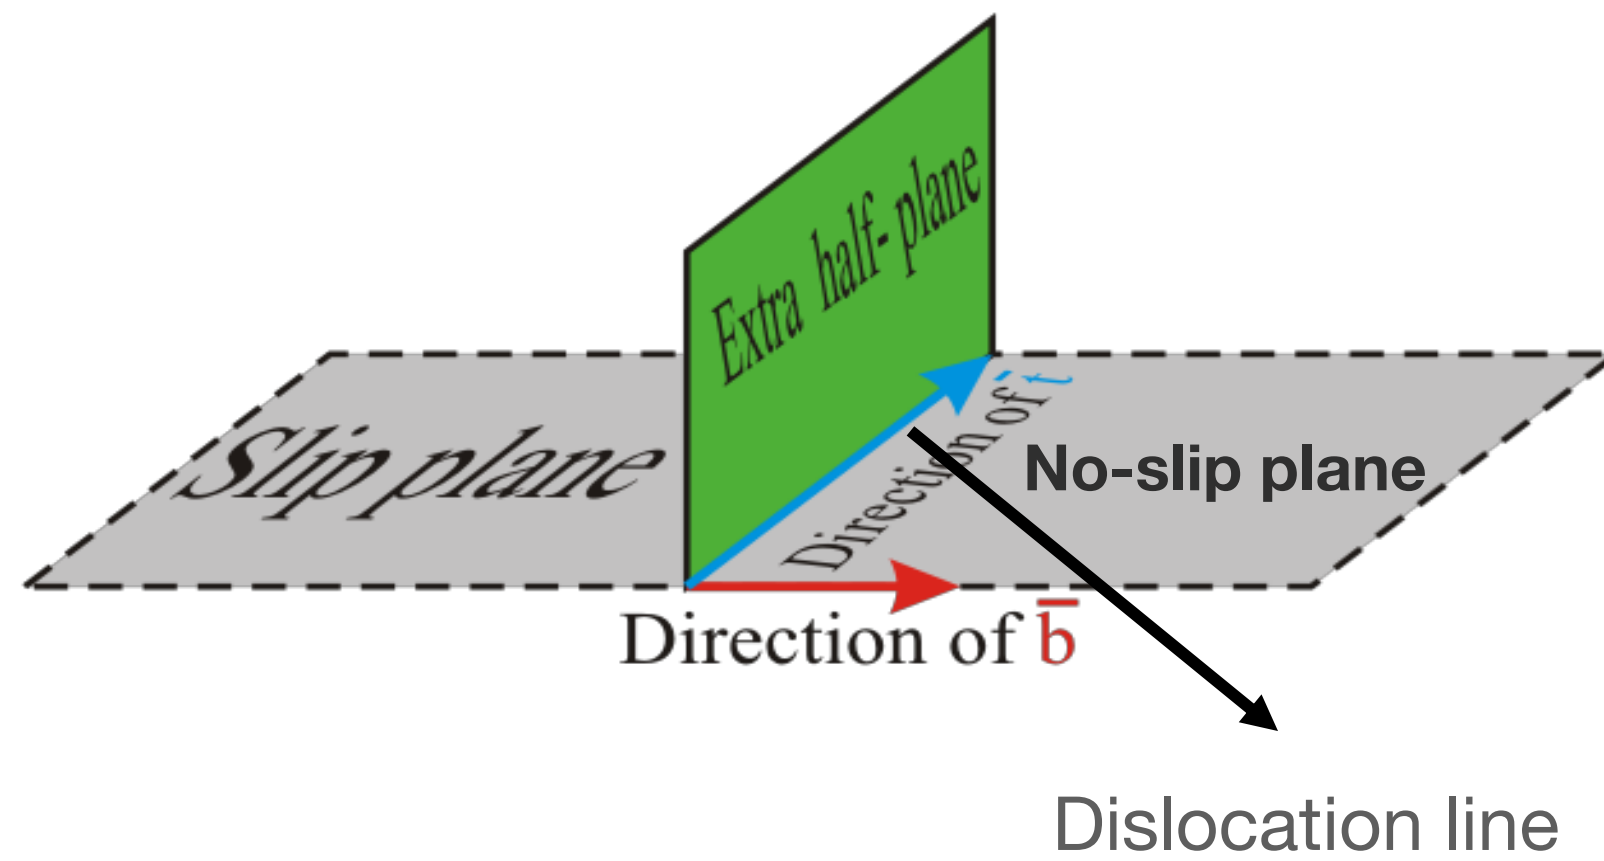 Extra half-plane
Slip plane
Direction of t̄
No-slip plane
Direction of b̄
Dislocation line